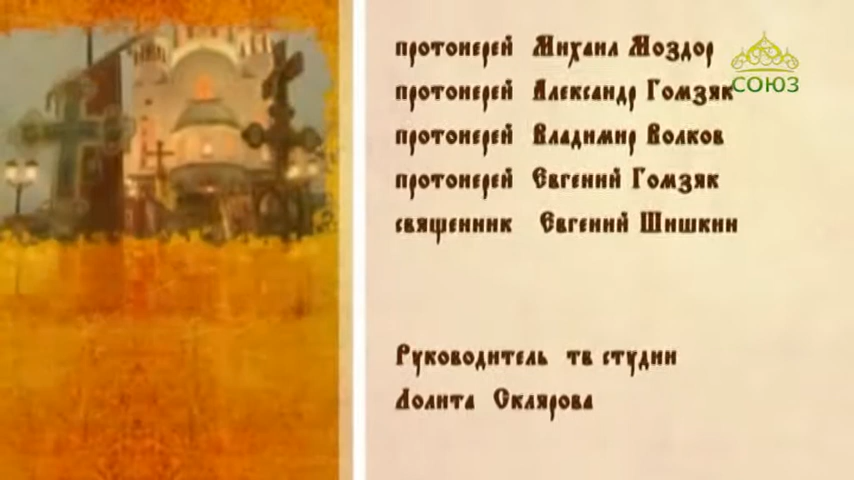 протоиерей Михаил Моздор
СОЮЗ
протоиерей Александр Гомзяк
протоиерей Владимир Волков
протоиерей Евгений Гомзяк
священник Евгений Шишкин
Руководитель тв студии
Лолита Склярова